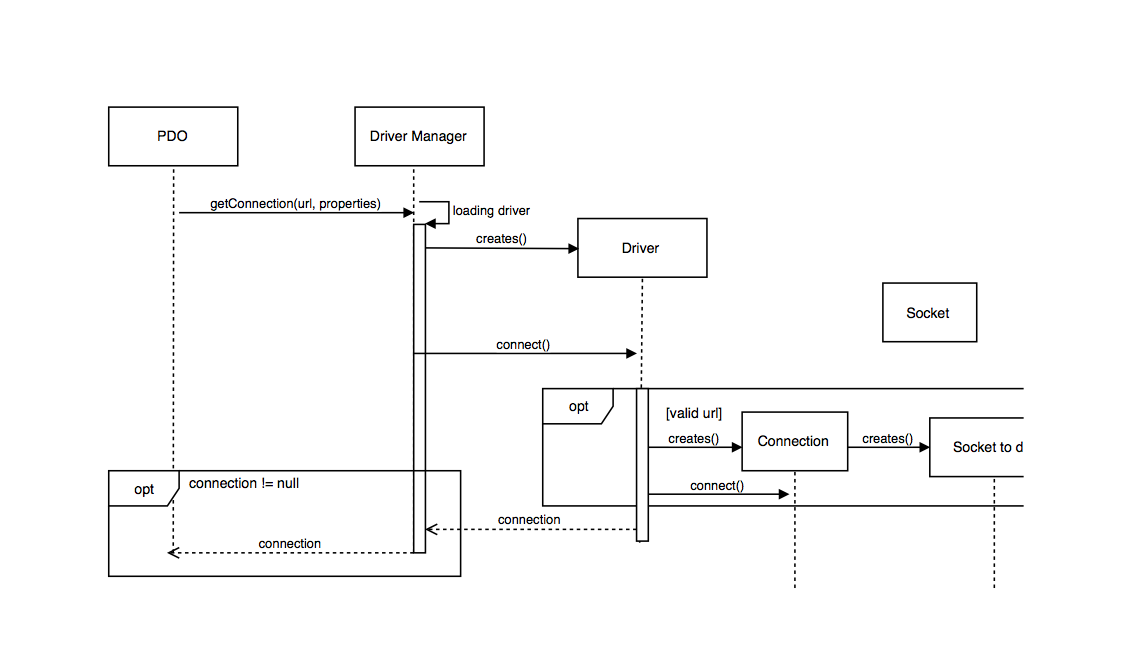 PDO
Driver Manager
getConnection(url, properties)
loading driver
creates()
Driver
Socket
connect()
opt
[valid url]
creates()
Connection
creates()
Socket to d
connect()
opt
connection != null
connection
connection